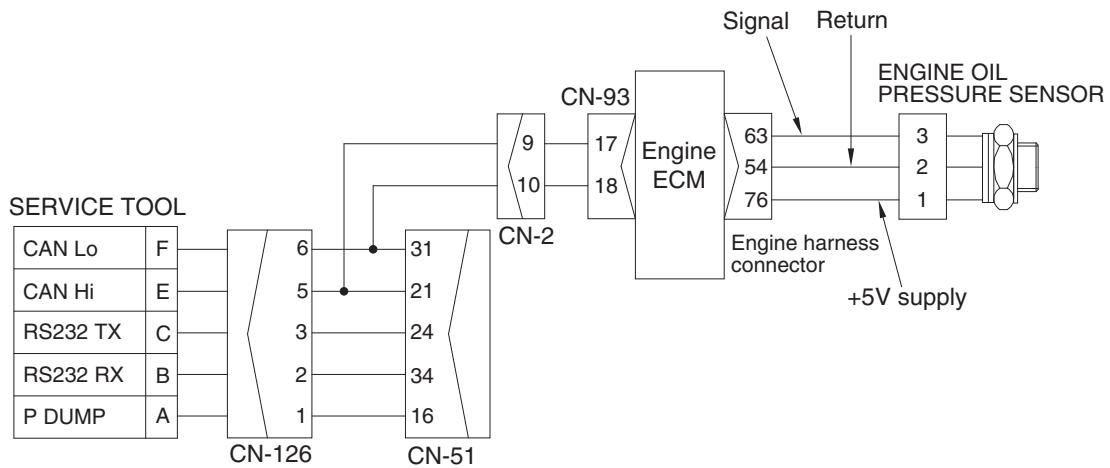 Signal Return
ENGINE OIL
PRESSURE SENSOR
CN-93
9 17 Engine 63 3
10 18 ECM 54 2
76 1
CN-2
Engine harness
connector
+5V supply
SERVICE TOOL
CAN Lo F 6 31
CAN Hi E 5 21
RS232 TX C 3 24
RS232 RX B 2 34
P DUMP A 1 16
CN-126 CN-51